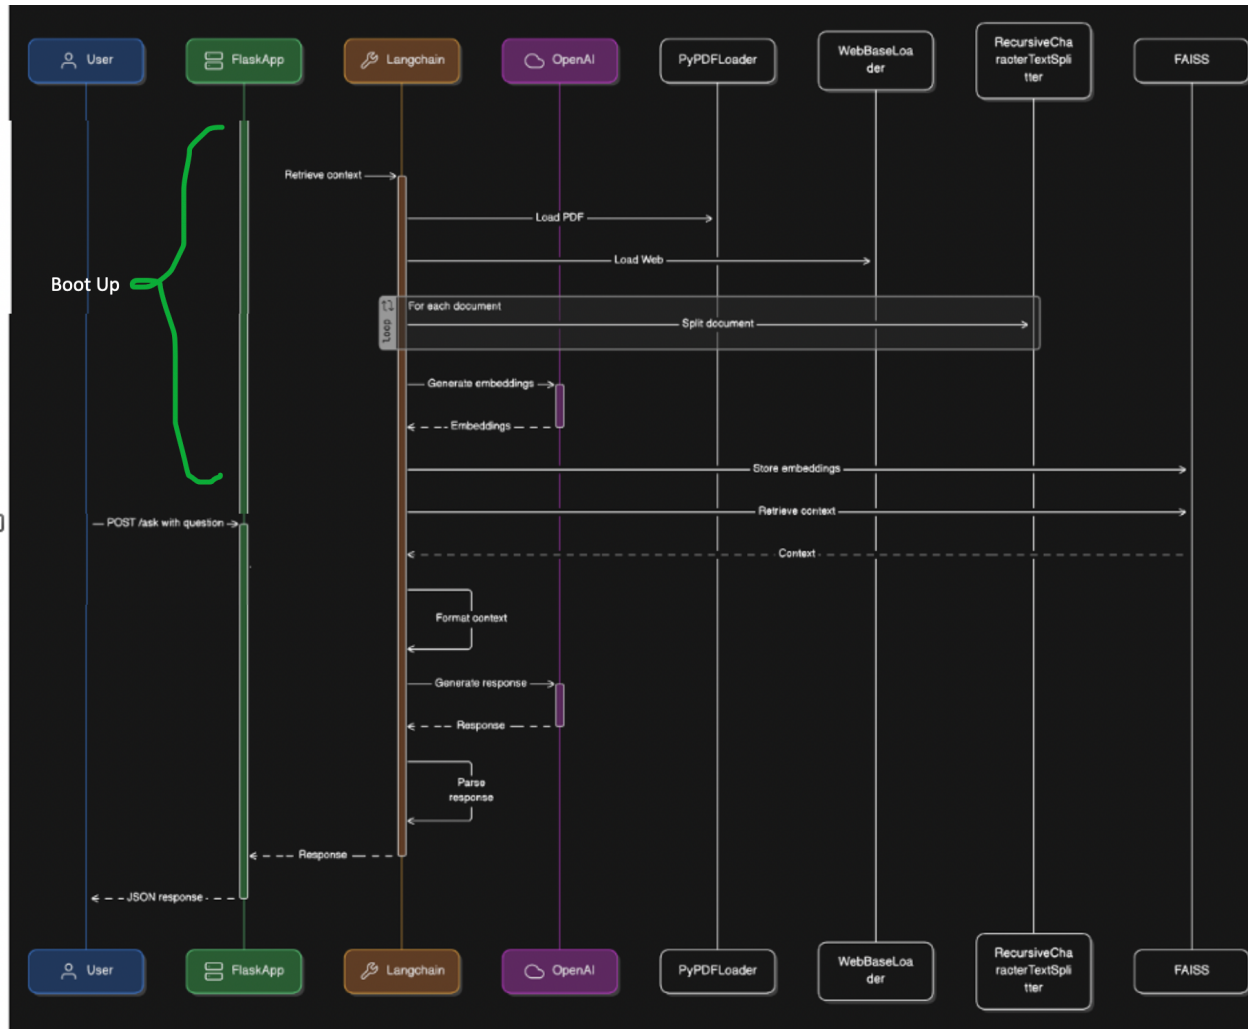 User
FlaskApp
Langchain
OpenAI
PyPDFLoader
WebBaseLoa
der
RecursiveCha
racterTextSpli
tter
FAISS
Retrieve context
Load PDF
Load Web
Boot Up
Loop
For each document
Split document
Generate embeddings
Embeddings
Store embeddings
Retrieve context
POST /ask with question
Context
Format context
Generate response
Response
Parse
response
Response
JSON response
User
FlaskApp
Langchain
OpenAI
PyPDFLoader
WebBaseLoa
der
RecursiveCha
racterTextSpli
tter
FAISS